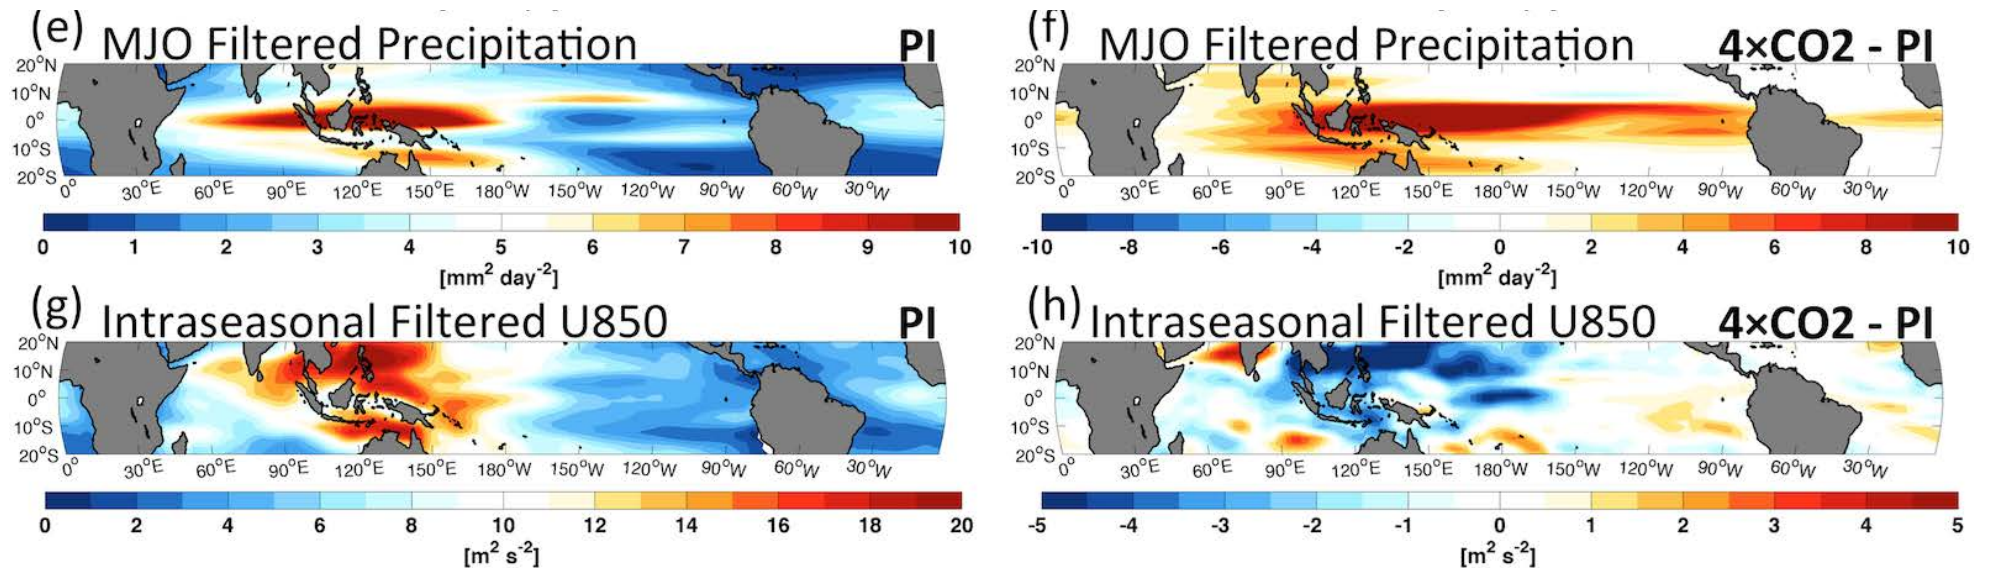 (e) MJO Filtered Precipitation PI
20°N
10°N
0°
10°S
20°S
0° 30°E 60°E 90°E 120°E 150°E 180°W 150°W 120°W 90°W 60°W 30°W
0 1 2 3 4 5 6 7 8 9 10
[mm² day⁻²]
(f) MJO Filtered Precipitation 4×CO2 - PI
20°N
10°N
0°
10°S
20°S
0° 30°E 60°E 90°E 120°E 150°E 180°W 150°W 120°W 90°W 60°W 30°W
-10 -8 -6 -4 -2 0 2 4 6 8 10
[mm² day⁻²]
(g) Intraseasonal Filtered U850 PI
20°N
10°N
0°
10°S
20°S
0° 30°E 60°E 90°E 120°E 150°E 180°W 150°W 120°W 90°W 60°W 30°W
0 2 4 6 8 10 12 14 16 18 20
[m² s⁻²]
(h) Intraseasonal Filtered U850 4×CO2 - PI
20°N
10°N
0°
10°S
20°S
0° 30°E 60°E 90°E 120°E 150°E 180°W 150°W 120°W 90°W 60°W 30°W
-5 -4 -3 -2 -1 0 1 2 3 4 5
[m² s⁻²]